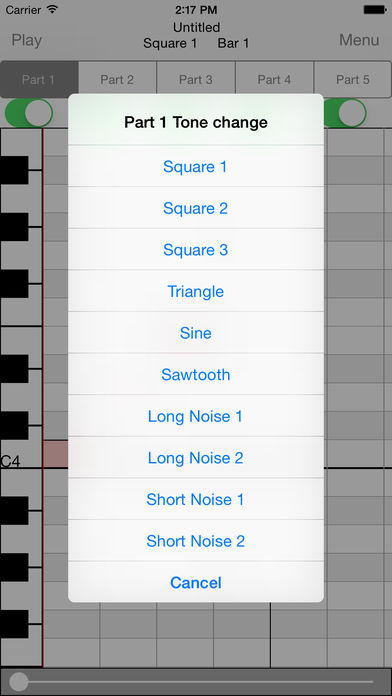 Carrier 2:17 PM
Untitled
Play Square 1 Bar 1 Menu
Part 1 Part 2 Part 3 Part 4 Part 5
Part 1 Tone change
Square 1
Square 2
Square 3
Triangle
Sine
Sawtooth
Long Noise 1
Long Noise 2
C4
Short Noise 1
Short Noise 2
Cancel